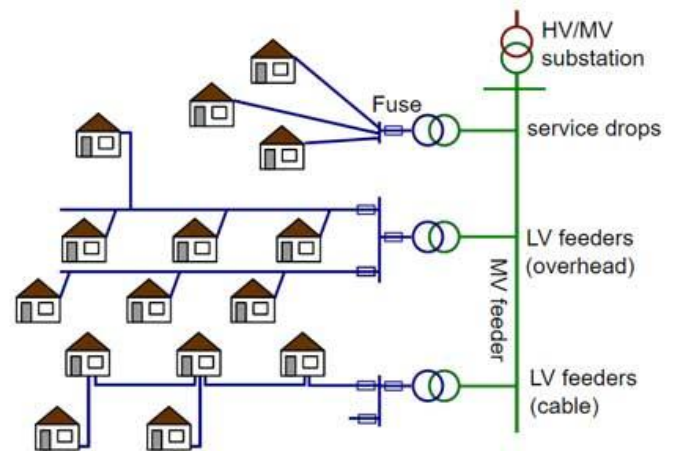 HV/MV
substation
Fuse
service drops
LV feeders
(overhead)
MV feeder
LV feeders
(cable)